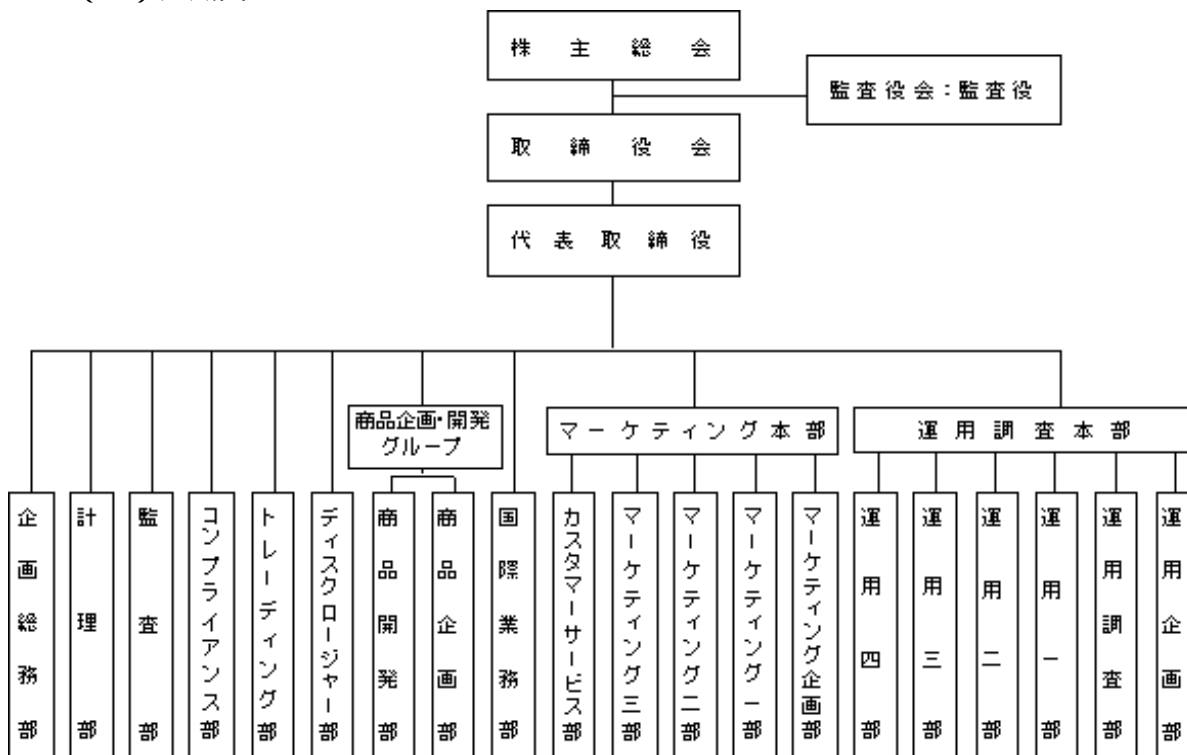 株主総会
監査役会：監査役
取締役会
代表取締役
商品企画・開発
グループ
マーケティング本部
運用調査本部
企画総務部
計理部
監査部
コンプライアンス部
トレーディング部
ディスクロージャー部
商品開発部
商品企画部
国際業務部
カスタマーサービス部
マーケティング三部
マーケティング二部
マーケティング一部
マーケティング企画部
運用四部
運用三部
運用二部
運用一部
運用調査部
運用企画部